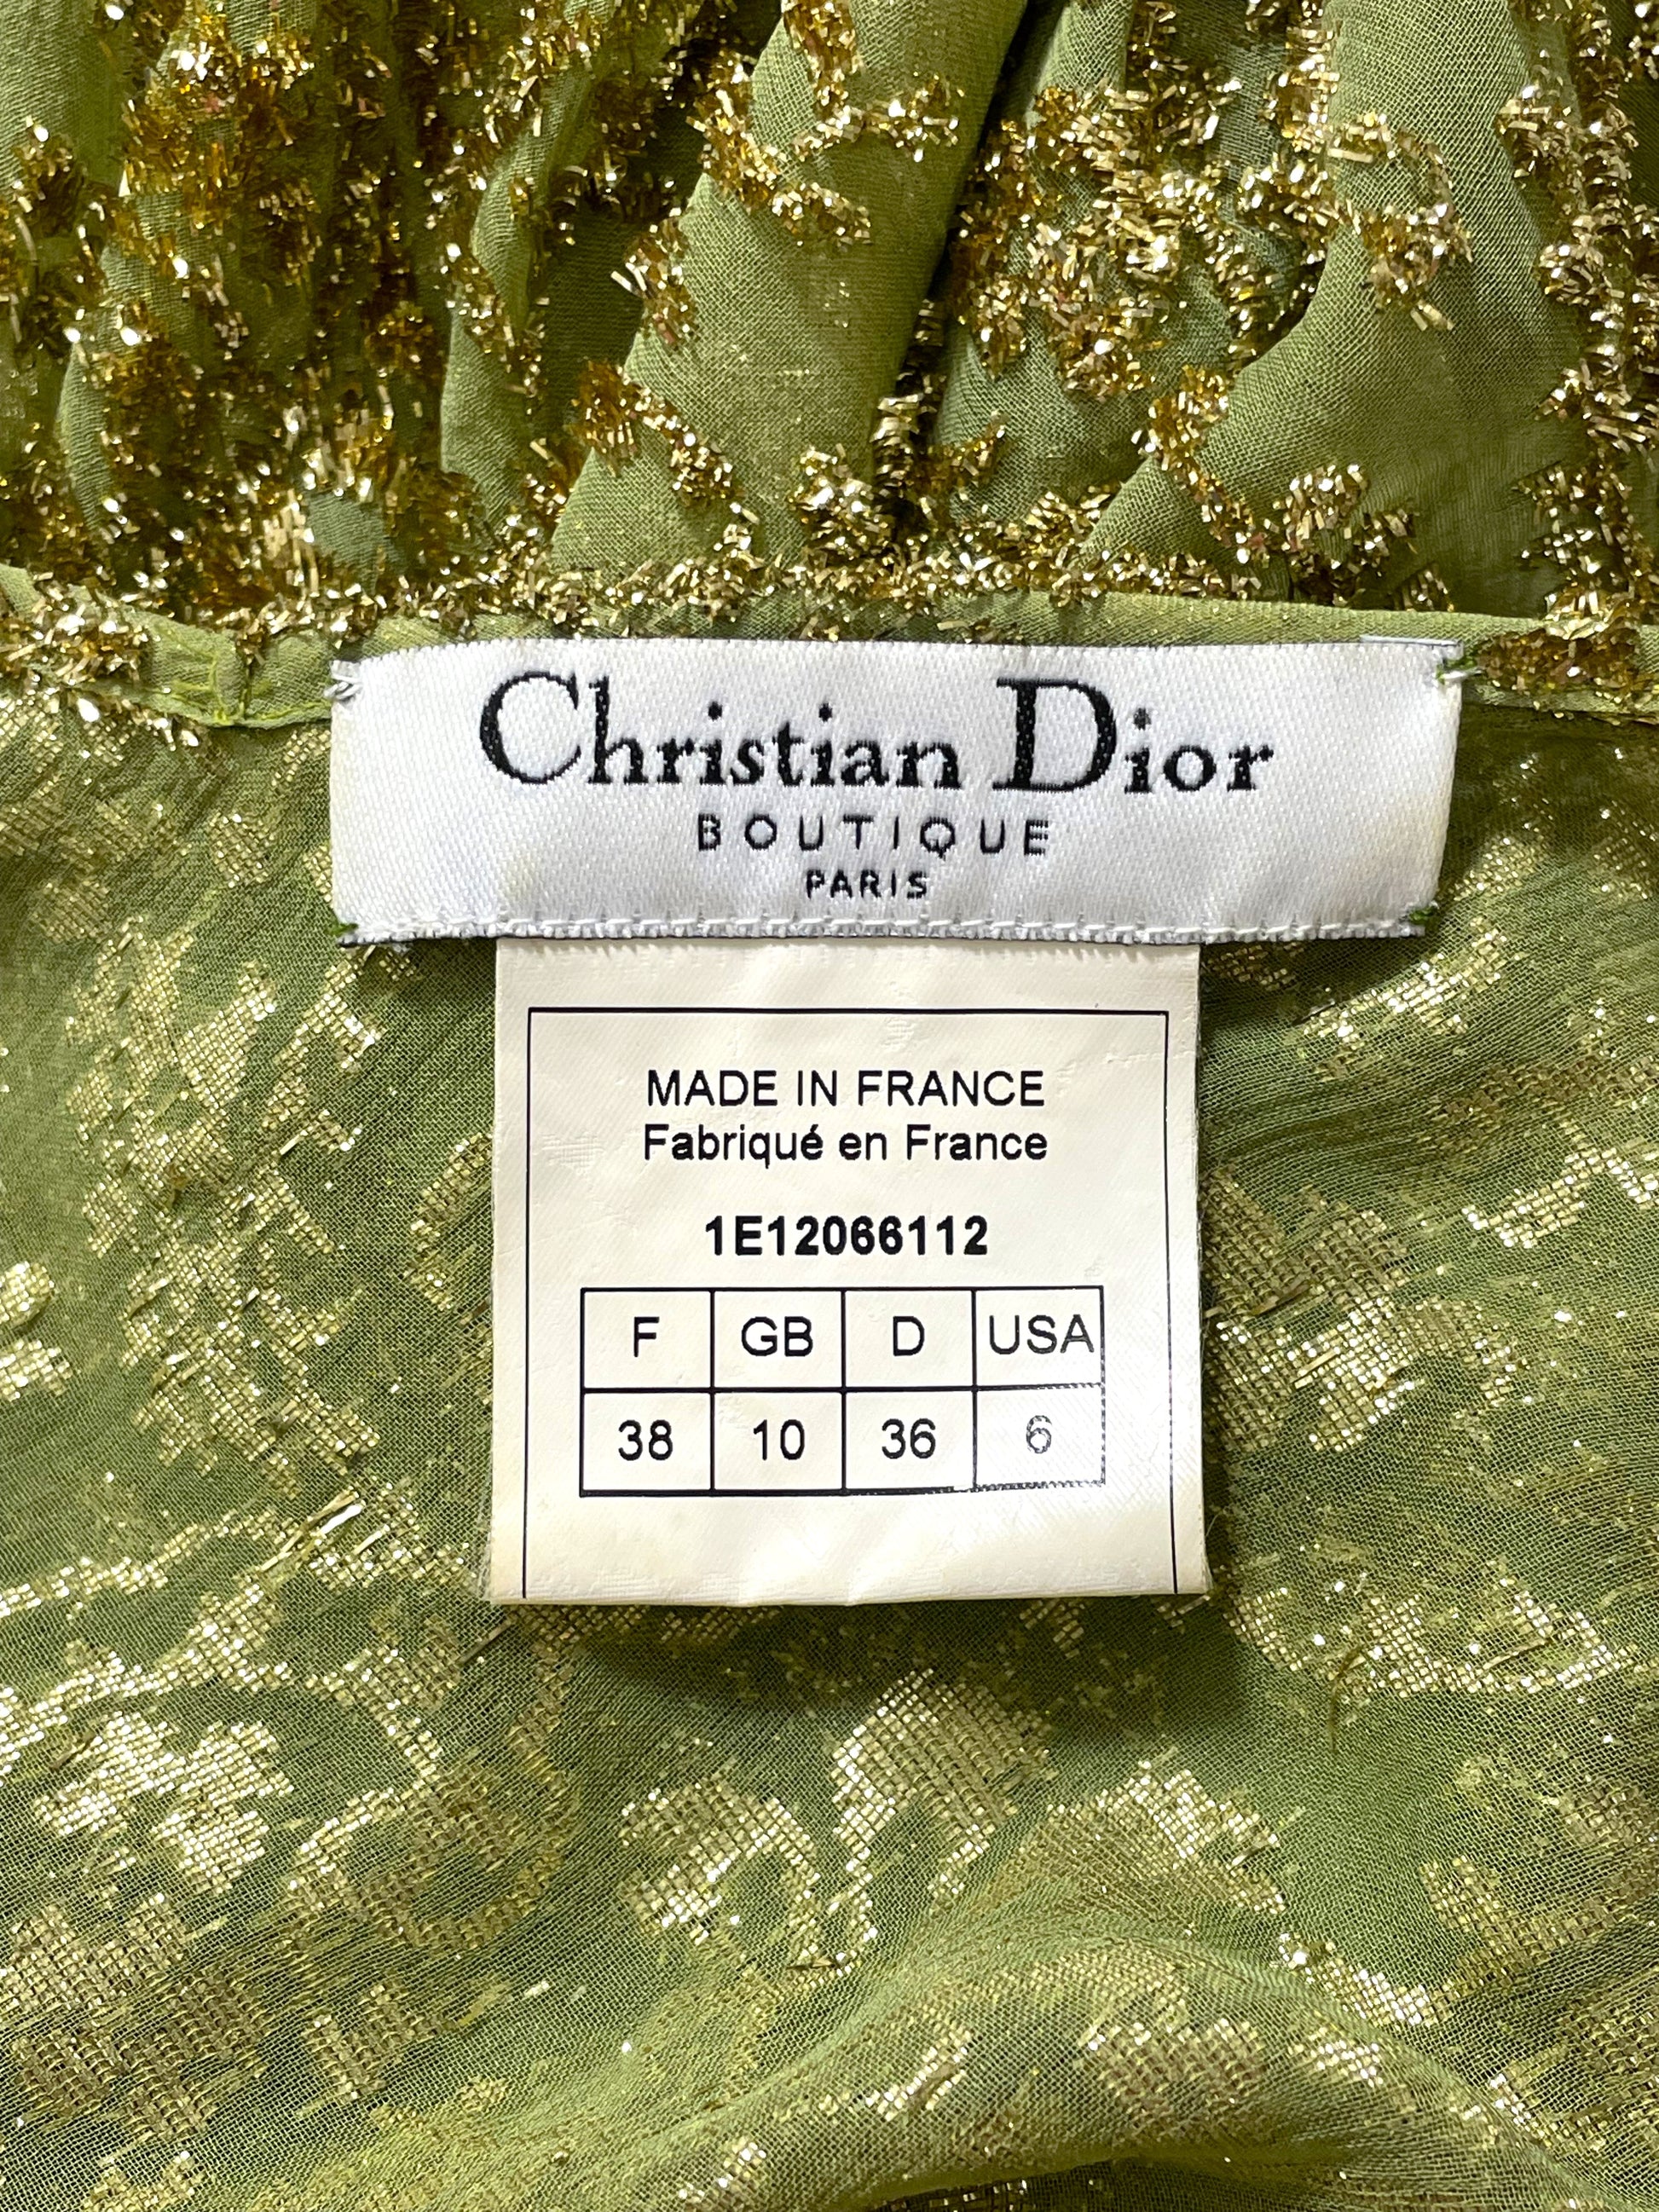 Christian Dior
BOUTIQUE
PARIS
MADE IN FRANCE
Fabriqué en France
1E12066112
F GB D USA
38 10 36 6